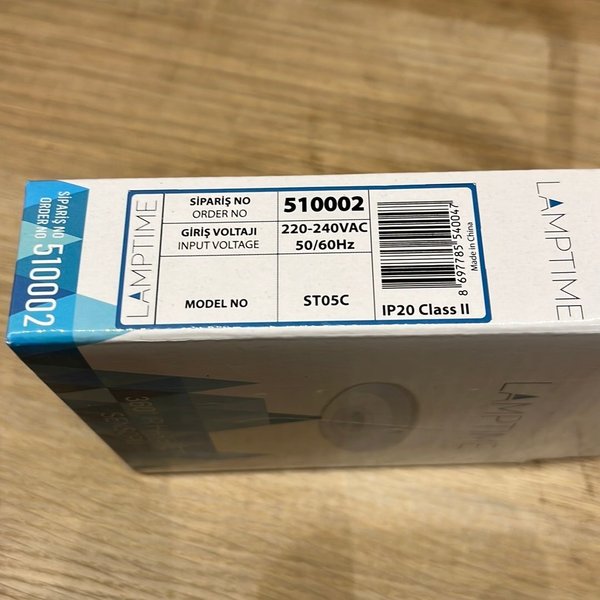 SİPARİŞ NO
ORDER NO
510002
LAMPTIME
SİPARİŞ NO
ORDER NO
510002
GİRİŞ VOLTAJI
INPUT VOLTAGE
220-240VAC
50/60Hz
MODEL NO
ST05C
8 697785 540047
Made in China
IP20 Class II
LAMPTIME
LAMPTIME